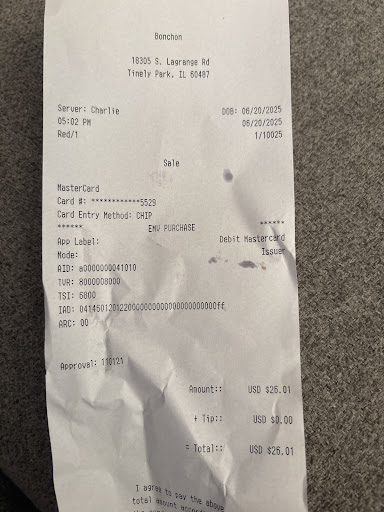 Bonchon
18305 S. Lagrange Rd
Tinely Park, IL 60487
Server: Charlie DOB: 06/20/2025
05:02 PM 06/20/2025
Red/1 1/10025
Sale
MasterCard
Card #: ************5529
Card Entry Method: CHIP
****** EMV PURCHASE ******
App Label: Debit Mastercard
Mode: Issuer
AID: a0000000041010
TVR: 8000008000
TSI: 6800
IAD:
ARC: 00
Approval: 110121
Amount:: USD $26.01
+ Tip:: USD $0.00
= Total:: USD $26.01
I agree to pay the above
total amount